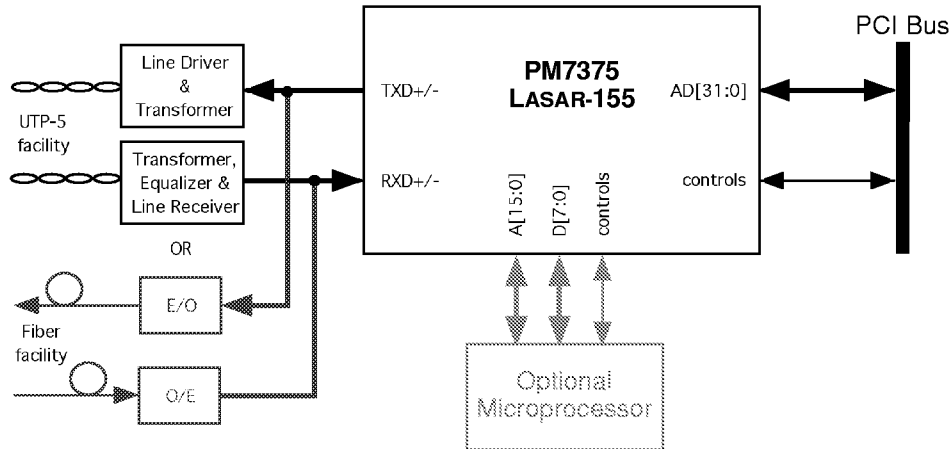 PCI Bus
Line Driver
&
Transformer
UTP-5
facility
Transformer,
Equalizer &
Line Receiver
OR
E/O
Fiber
facility
O/E
PM7375
LASAR-155
TXD+/-
RXD+/-
AD[31:0]
controls
A[15:0]
D[7:0]
controls
Optional
Microprocessor